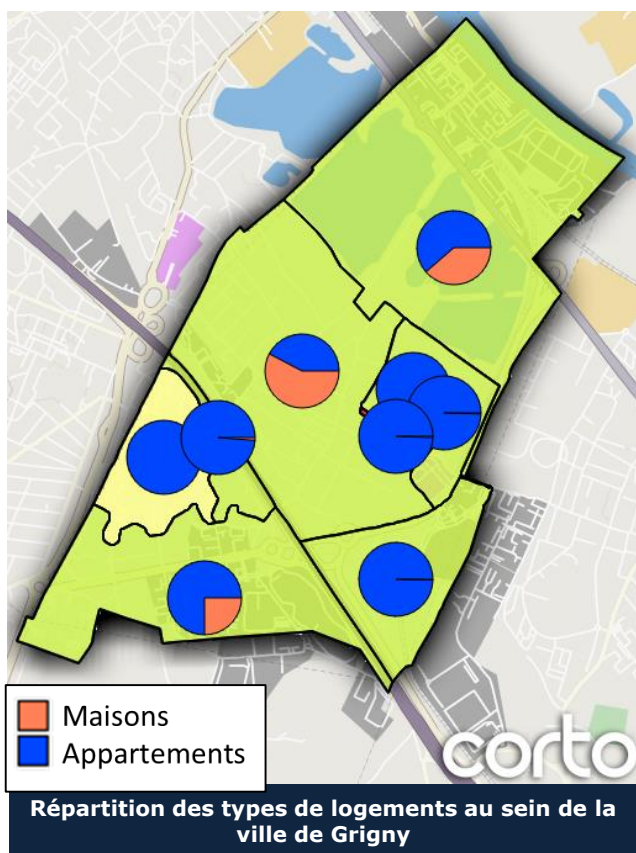 Maisons
Appartements
corto
Répartition des types de logements au sein de la
ville de Grigny